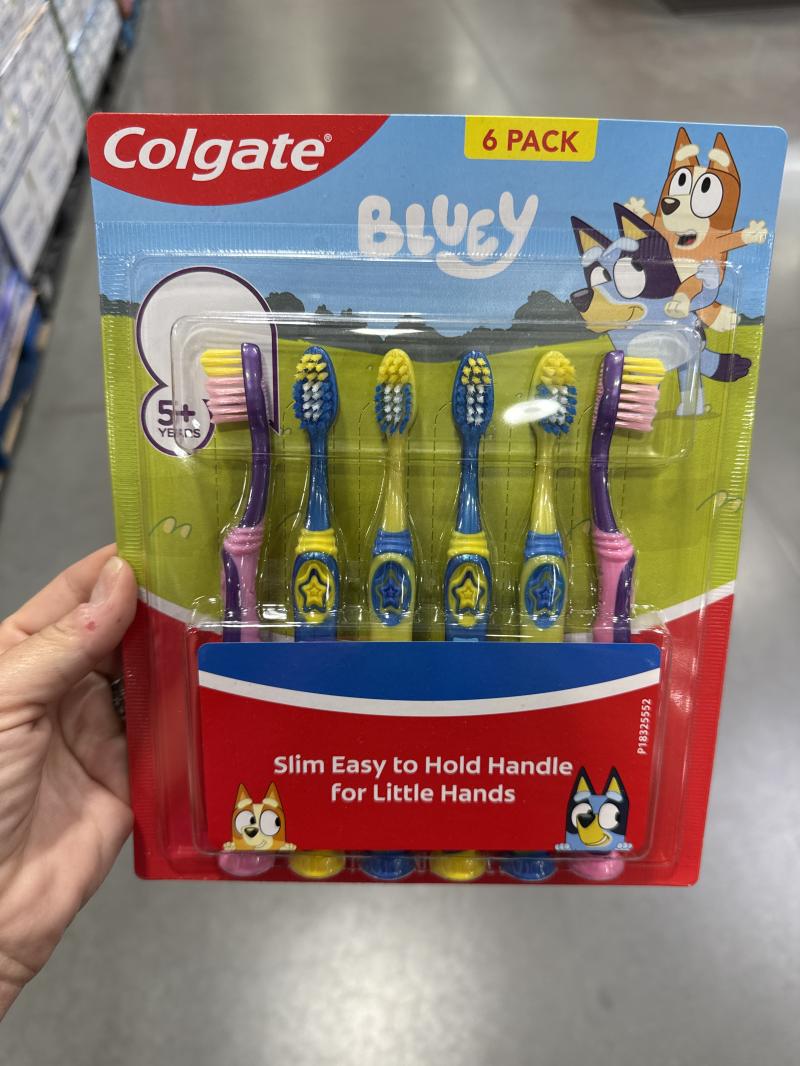 Colgate®
6 PACK
BLUEY
5+
YEARS
Slim Easy to Hold Handle
for Little Hands
P18325552